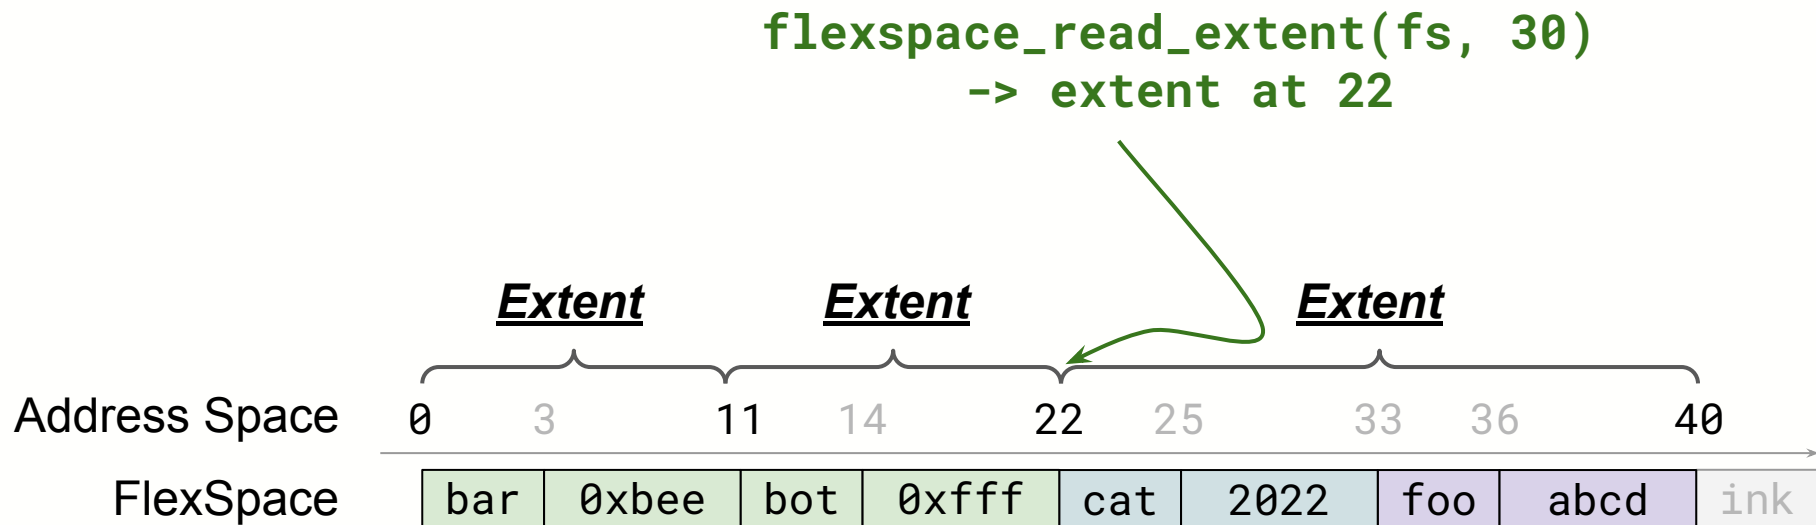 flexspace_read_extent(fs, 30)
-> extent at 22
Extent Extent Extent
Address Space 0 3 11 14 22 25 33 36 40
FlexSpace bar 0xbee bot 0xfff cat 2022 foo abcd ink